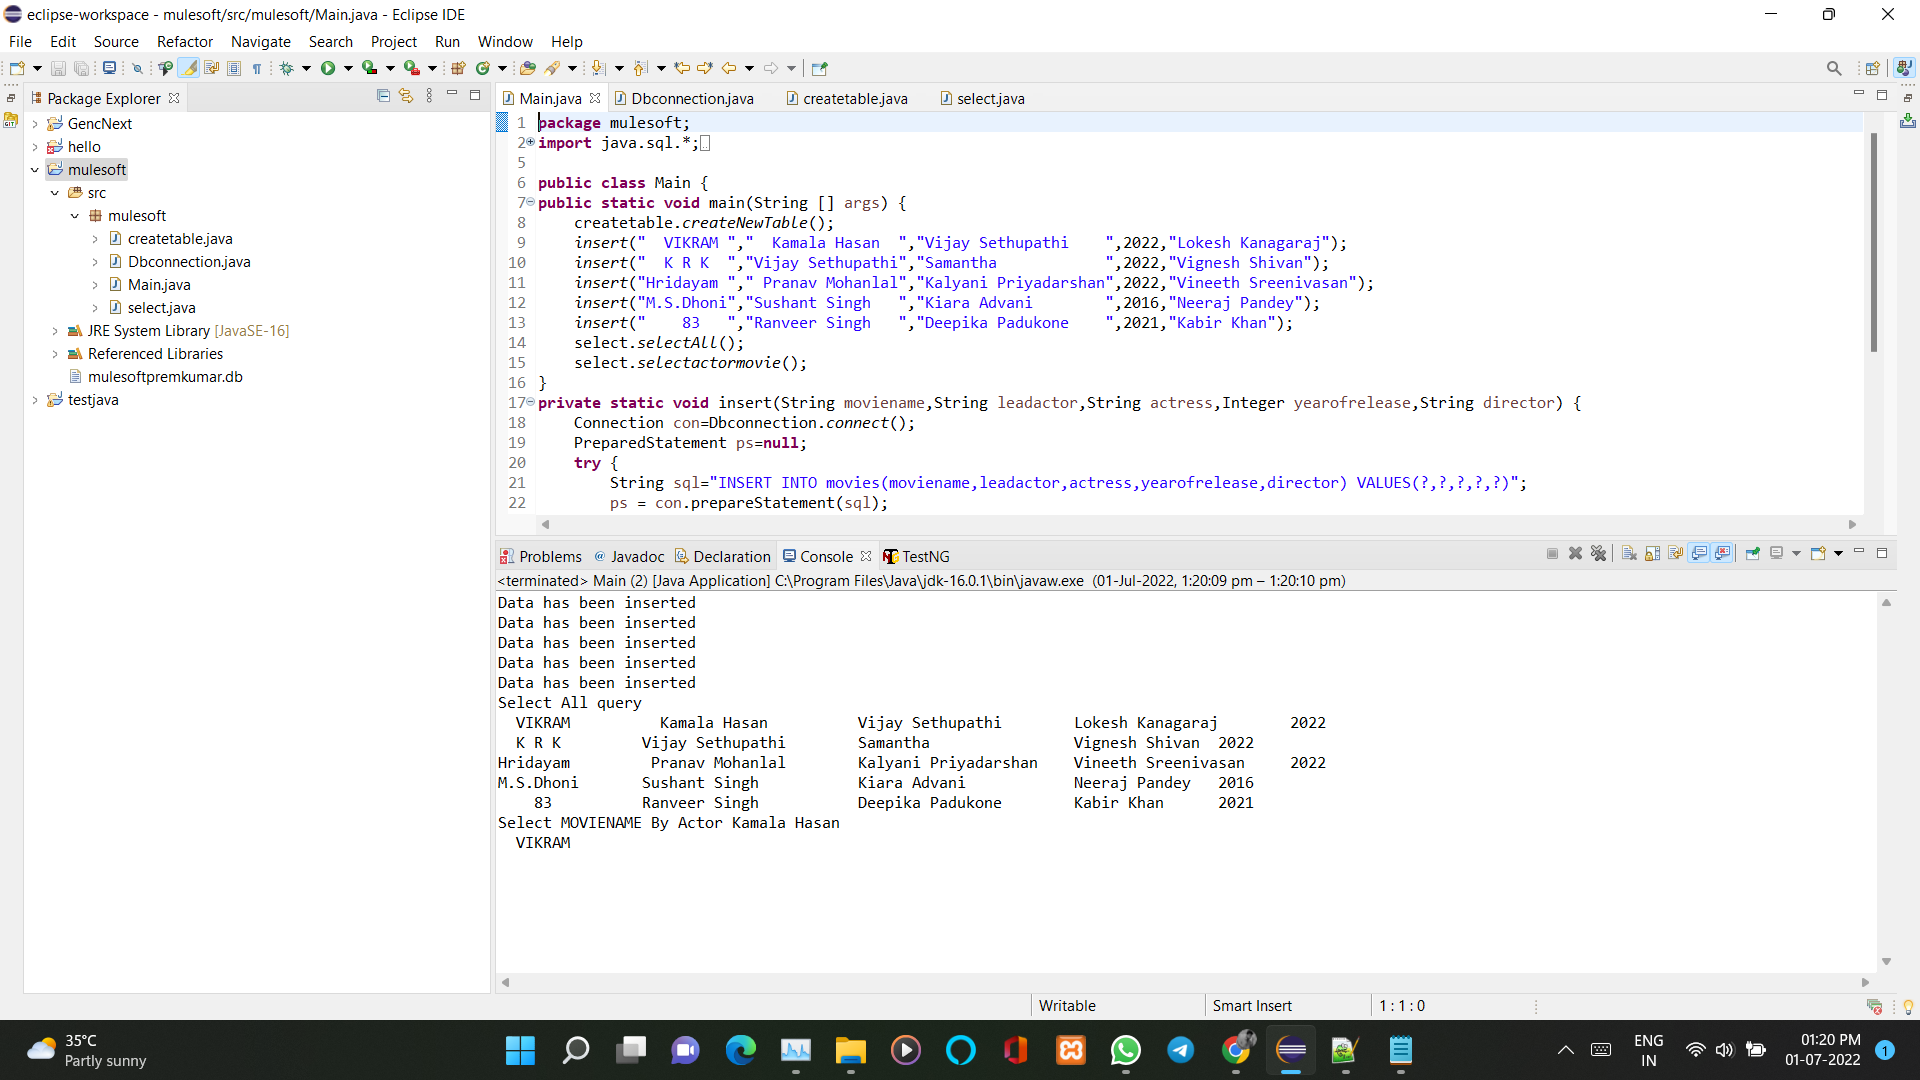 eclipse-workspace - mulesoft/src/mulesoft/Main.java - Eclipse IDE
File Edit Source Refactor Navigate Search Project Run Window Help
Package Explorer
GencNext
hello
mulesoft
src
mulesoft
createtable.java
Dbconnection.java
Main.java
select.java
JRE System Library [JavaSE-16]
Referenced Libraries
mulesoftpremkumar.db
testjava
Main.java Dbconnection.java createtable.java select.java
1 package mulesoft;
2 import java.sql.*;
5
6 public class Main {
7 public static void main(String [] args) {
8     createtable.createNewTable();
9     insert("  VIKRAM ","  Kamala Hasan  ","Vijay Sethupathi    ",2022,"Lokesh Kanagaraj");
10     insert("  K R K  ","Vijay Sethupathi","Samantha            ",2022,"Vignesh Shivan");
11     insert("Hridayam "," Pranav Mohanlal","Kalyani Priyadarshan",2022,"Vineeth Sreenivasan");
12     insert("M.S.Dhoni","Sushant Singh   ","Kiara Advani        ",2016,"Neeraj Pandey");
13     insert("    83   ","Ranveer Singh   ","Deepika Padukone    ",2021,"Kabir Khan");
14     select.selectAll();
15     select.selectactormovie();
16 }
17 private static void insert(String moviename,String leadactor,String actress,Integer yearofrelease,String director) {
18     Connection con=Dbconnection.connect();
19     PreparedStatement ps=null;
20     try {
21         String sql="INSERT INTO movies(moviename,leadactor,actress,yearofrelease,director) VALUES(?,?,?,?,?)";
22         ps = con.prepareStatement(sql);
Problems Javadoc Declaration Console TestNG
<terminated> Main (2) [Java Application] C:\Program Files\Java\jdk-16.0.1\bin\javaw.exe (01-Jul-2022, 1:20:09 pm – 1:20:10 pm)
Data has been inserted
Data has been inserted
Data has been inserted
Data has been inserted
Data has been inserted
Select All query
  VIKRAM          Kamala Hasan          Vijay Sethupathi        Lokesh Kanagaraj        2022
  K R K         Vijay Sethupathi        Samantha                Vignesh Shivan  2022
Hridayam         Pranav Mohanlal        Kalyani Priyadarshan    Vineeth Sreenivasan     2022
M.S.Dhoni       Sushant Singh           Kiara Advani            Neeraj Pandey   2016
    83          Ranveer Singh           Deepika Padukone        Kabir Khan      2021
Select MOVIENAME By Actor Kamala Hasan
  VIKRAM
Writable Smart Insert 1 : 1 : 0
35°C
Partly sunny
ENG
IN
01:20 PM
01-07-2022
1